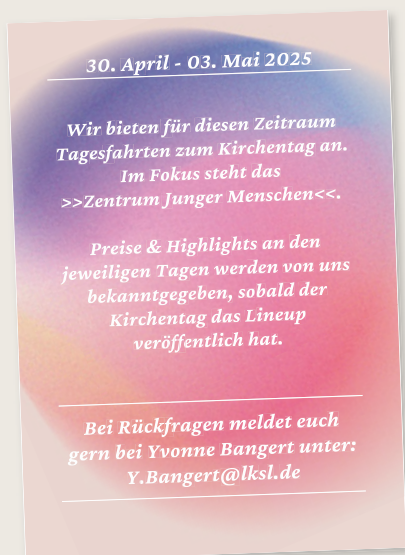 30. April - 03. Mai 2025
Wir bieten für diesen Zeitraum
Tagesfahrten zum Kirchentag an.
Im Fokus steht das
>>Zentrum Junger Menschen<<.
Preise & Highlights an den
jeweiligen Tagen werden von uns
bekanntgegeben, sobald der
Kirchentag das Lineup
veröffentlich hat.
Bei Rückfragen meldet euch
gern bei Yvonne Bangert unter:
Y.Bangert@lksl.de